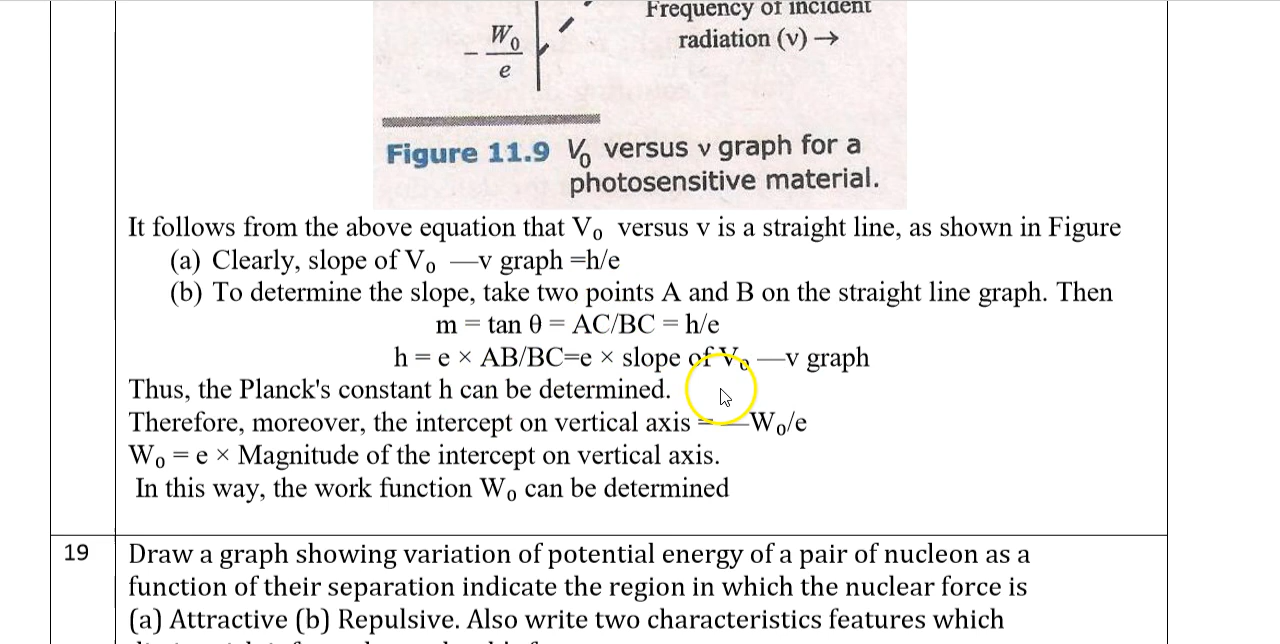 Frequency of incident
radiation (ν) →
− W₀
e
Figure 11.9 V₀ versus ν graph for a
photosensitive material.
It follows from the above equation that V₀ versus v is a straight line, as shown in Figure
(a) Clearly, slope of V₀ —v graph =h/e
(b) To determine the slope, take two points A and B on the straight line graph. Then
m = tan θ = AC/BC = h/e
h = e × AB/BC=e × slope of V₀ —v graph
Thus, the Planck's constant h can be determined.
Therefore, moreover, the intercept on vertical axis = —W₀/e
W₀ = e × Magnitude of the intercept on vertical axis.
In this way, the work function W₀ can be determined
19 Draw a graph showing variation of potential energy of a pair of nucleon as a
function of their separation indicate the region in which the nuclear force is
(a) Attractive (b) Repulsive. Also write two characteristics features which